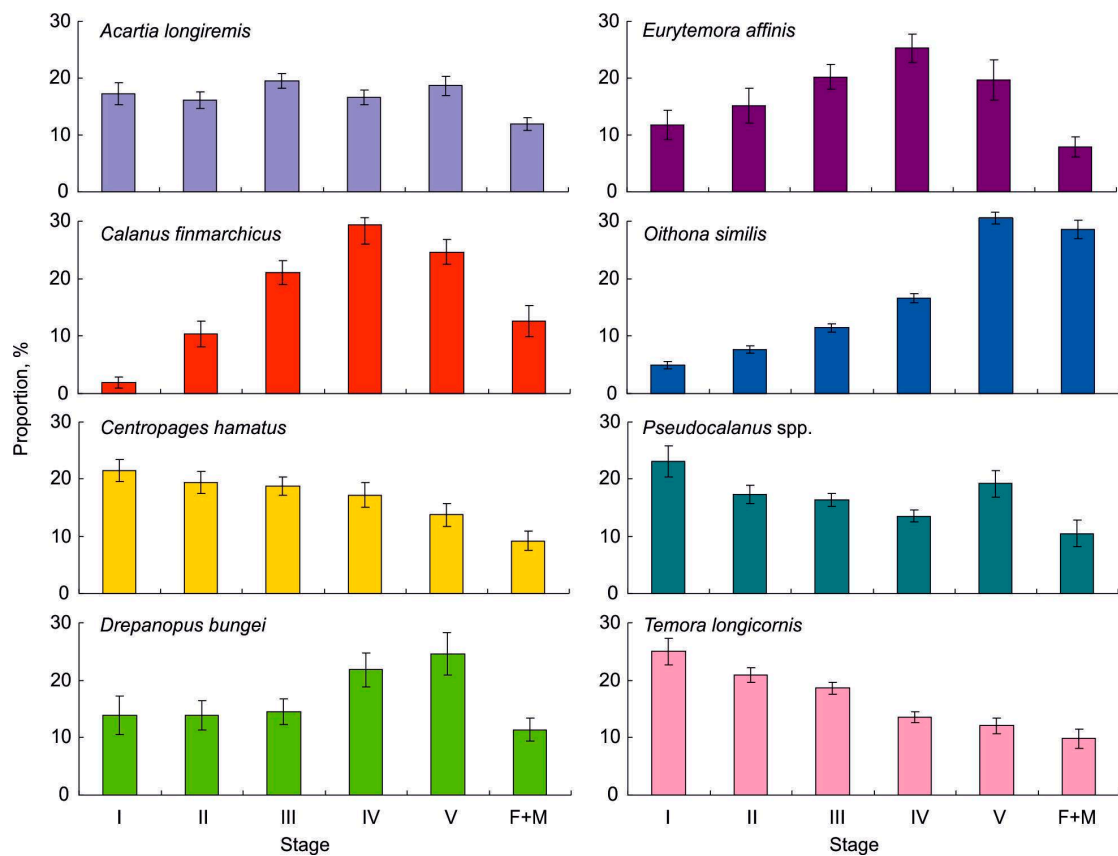 Proportion, %
30
20
10
0
Acartia longiremis
30
20
10
0
Eurytemora affinis
30
20
10
0
Calanus finmarchicus
30
20
10
0
Oithona similis
30
20
10
0
Centropages hamatus
30
20
10
0
Pseudocalanus spp.
30
20
10
0
Drepanopus bungei
I II III IV V F+M
Stage
30
20
10
0
Temora longicornis
I II III IV V F+M
Stage